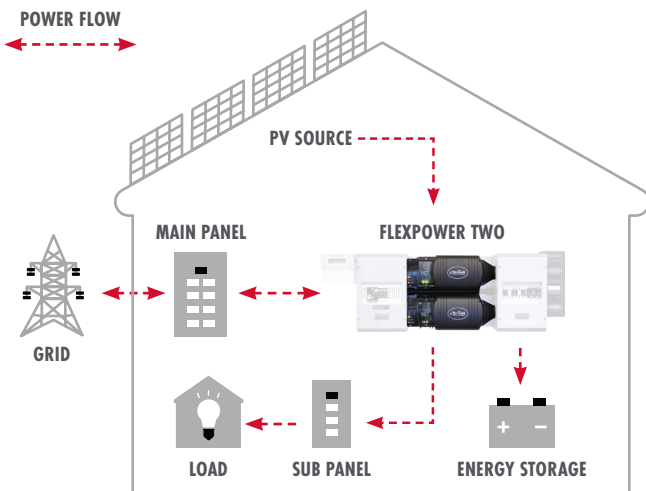 POWER FLOW
PV SOURCE
MAIN PANEL
FLEXPOWER TWO
GRID
LOAD
SUB PANEL
ENERGY STORAGE
+ −